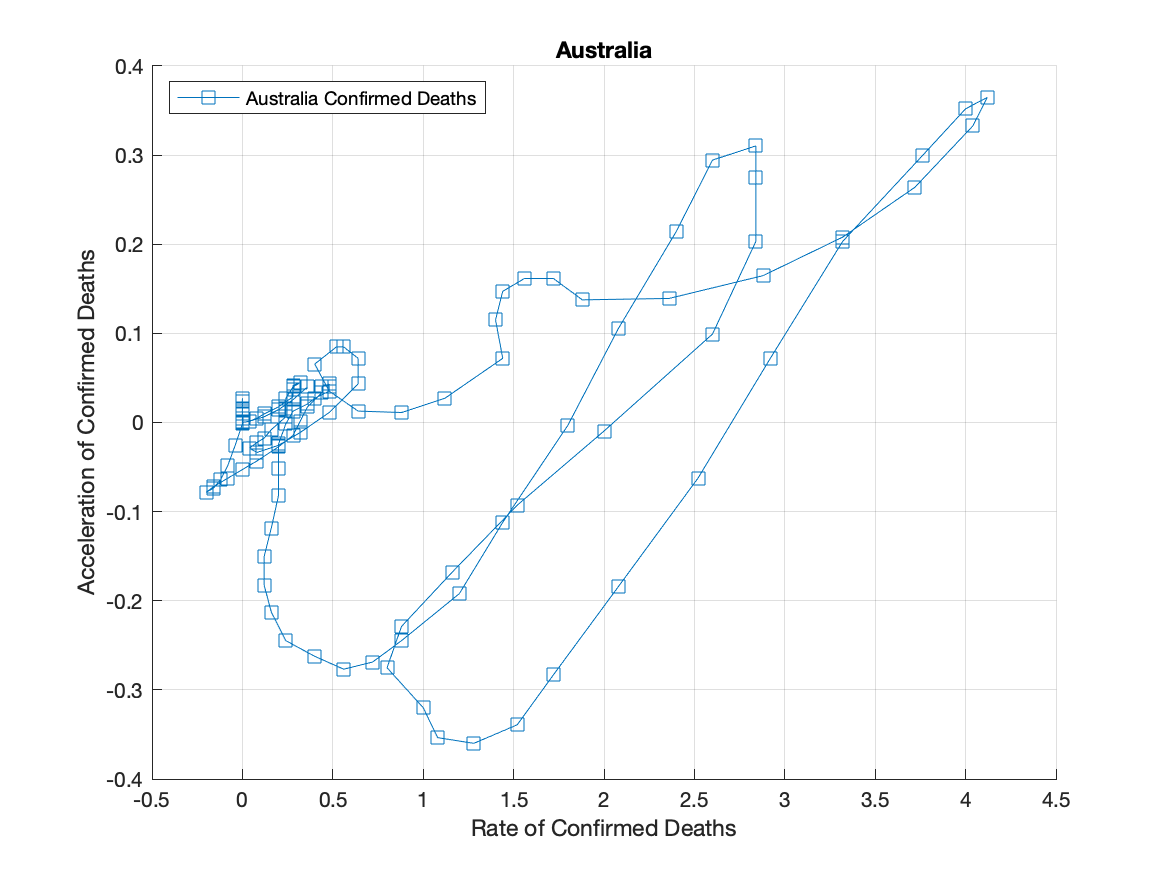 Australia
Australia Confirmed Deaths
0.4
0.3
0.2
0.1
0
-0.1
-0.2
-0.3
-0.4
Acceleration of Confirmed Deaths
-0.5 0 0.5 1 1.5 2 2.5 3 3.5 4 4.5
Rate of Confirmed Deaths